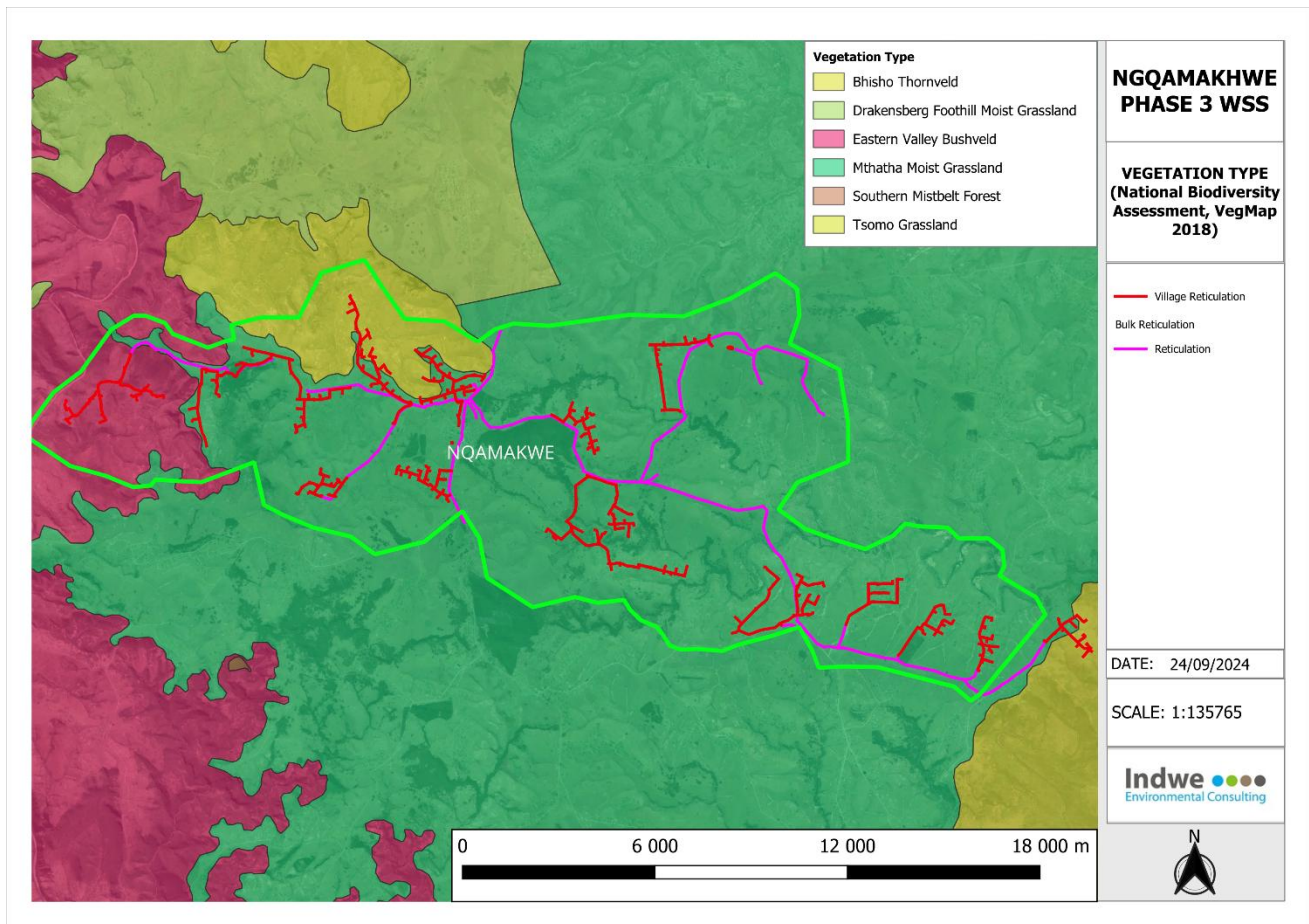 Vegetation Type
Bhisho Thornveld
Drakensberg Foothill Moist Grassland
Eastern Valley Bushveld
Mthatha Moist Grassland
Southern Mistbelt Forest
Tsomo Grassland
NGQAMAKHWE
PHASE 3 WSS
VEGETATION TYPE
(National Biodiversity
Assessment, VegMap
2018)
Village Reticulation
Bulk Reticulation
Reticulation
NQAMAKWE
DATE: 24/09/2024
SCALE: 1:135765
Indwe
Environmental Consulting
N
0 6 000 12 000 18 000 m